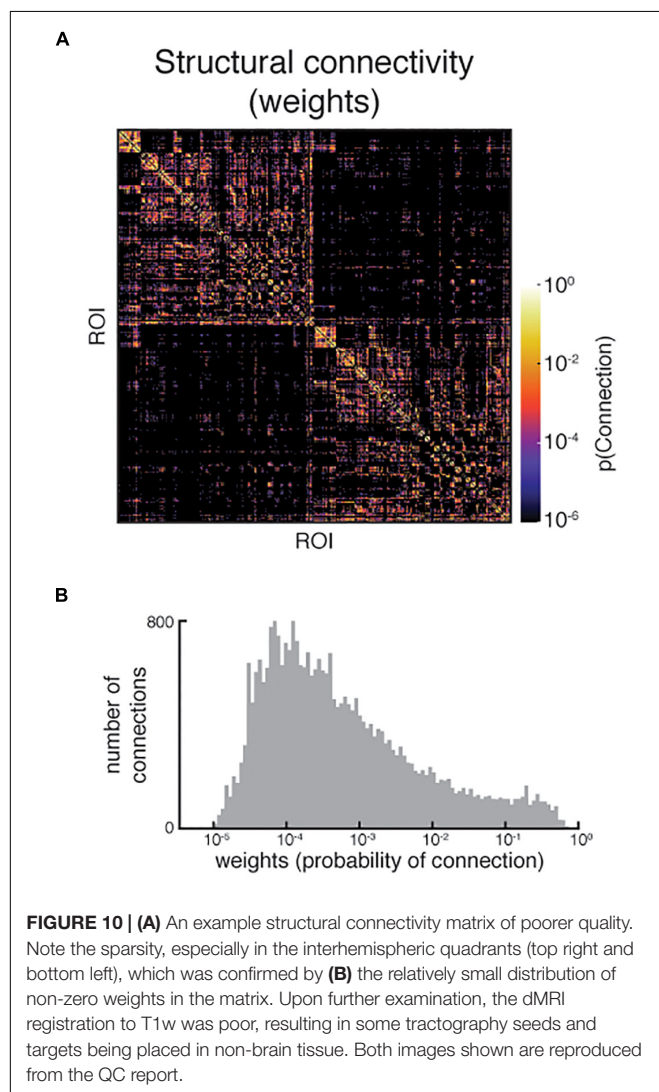 A
Structural connectivity
(weights)
ROI
ROI
10⁰
10⁻²
10⁻⁴
10⁻⁶
p(Connection)
B
800
0
number of
connections
10⁻⁵ 10⁻⁴ 10⁻³ 10⁻² 10⁻¹ 10⁰
weights (probability of connection)
FIGURE 10 | (A) An example structural connectivity matrix of poorer quality.
Note the sparsity, especially in the interhemispheric quadrants (top right and
bottom left), which was confirmed by (B) the relatively small distribution of
non-zero weights in the matrix. Upon further examination, the dMRI
registration to T1w was poor, resulting in some tractography seeds and
targets being placed in non-brain tissue. Both images shown are reproduced
from the QC report.